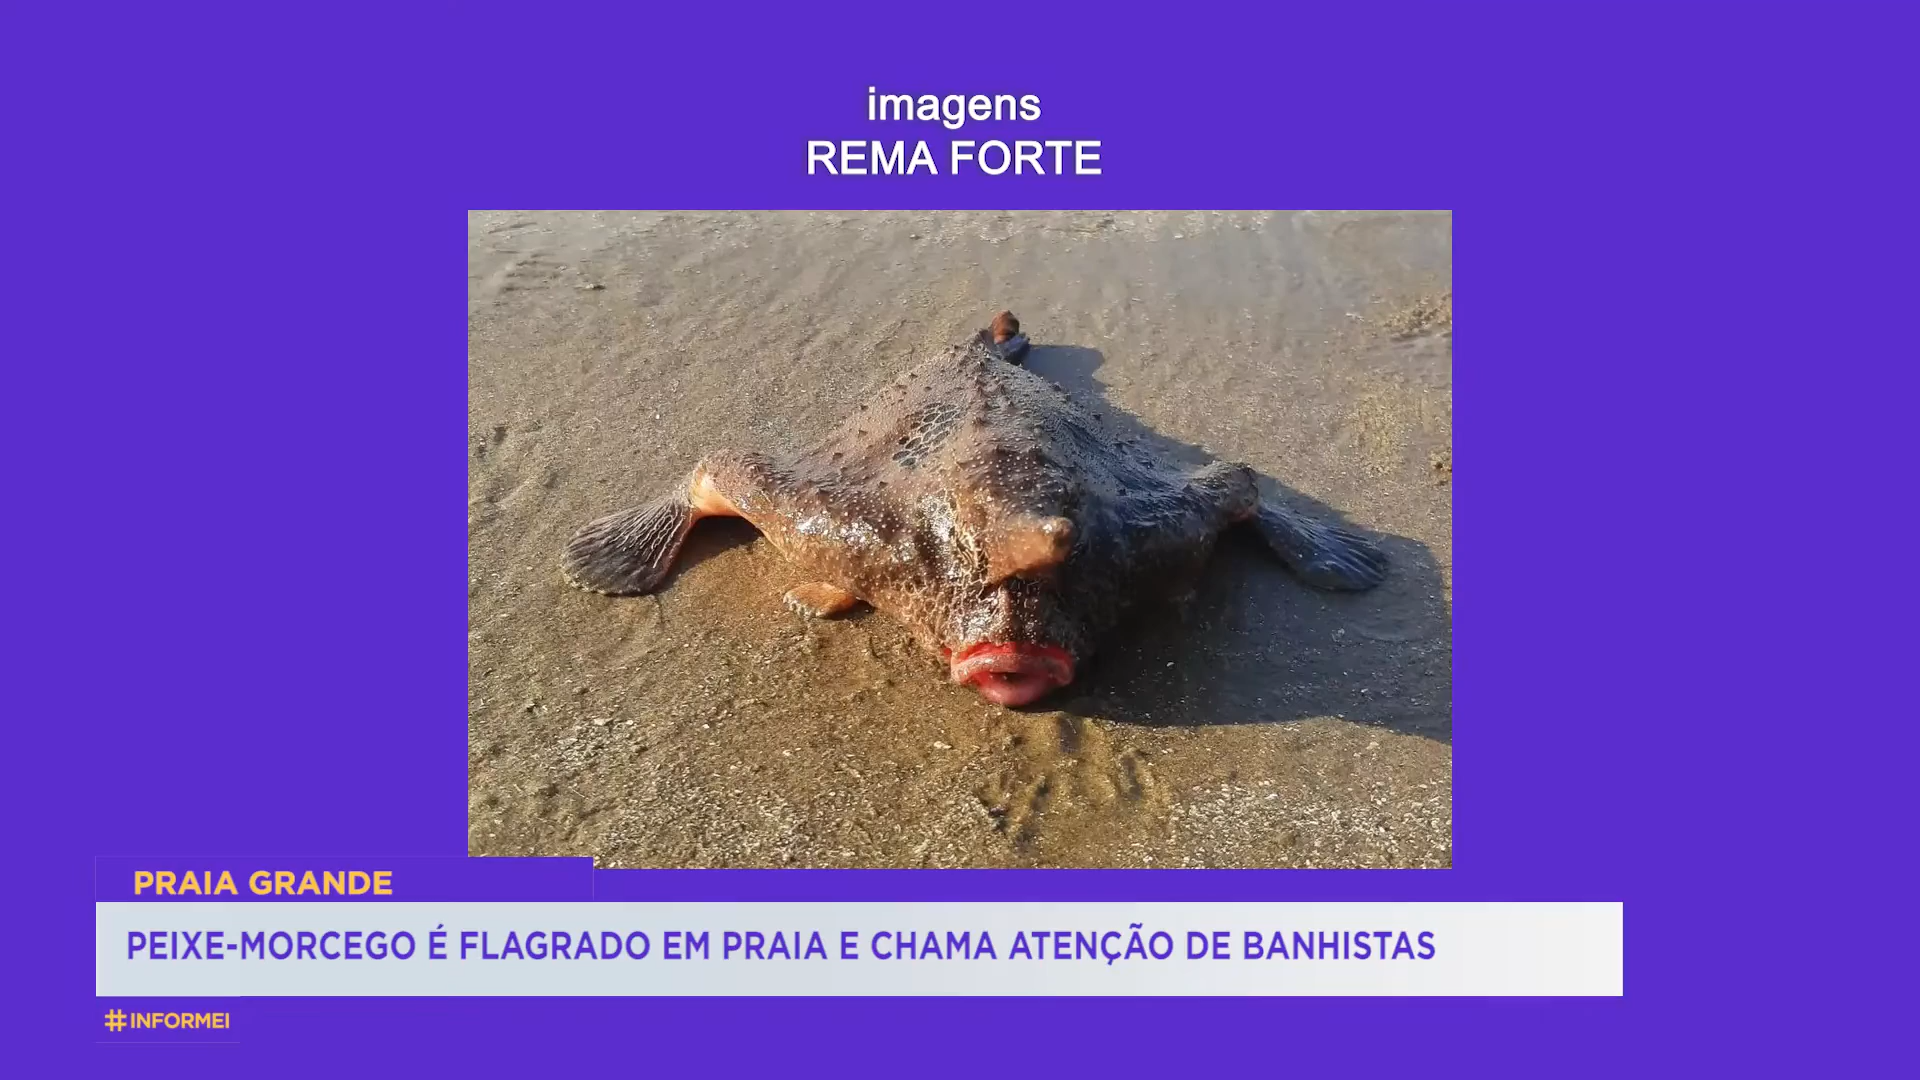 imagens
REMA FORTE
PRAIA GRANDE
PEIXE-MORCEGO É FLAGRADO EM PRAIA E CHAMA ATENÇÃO DE BANHISTAS
#INFORMEI